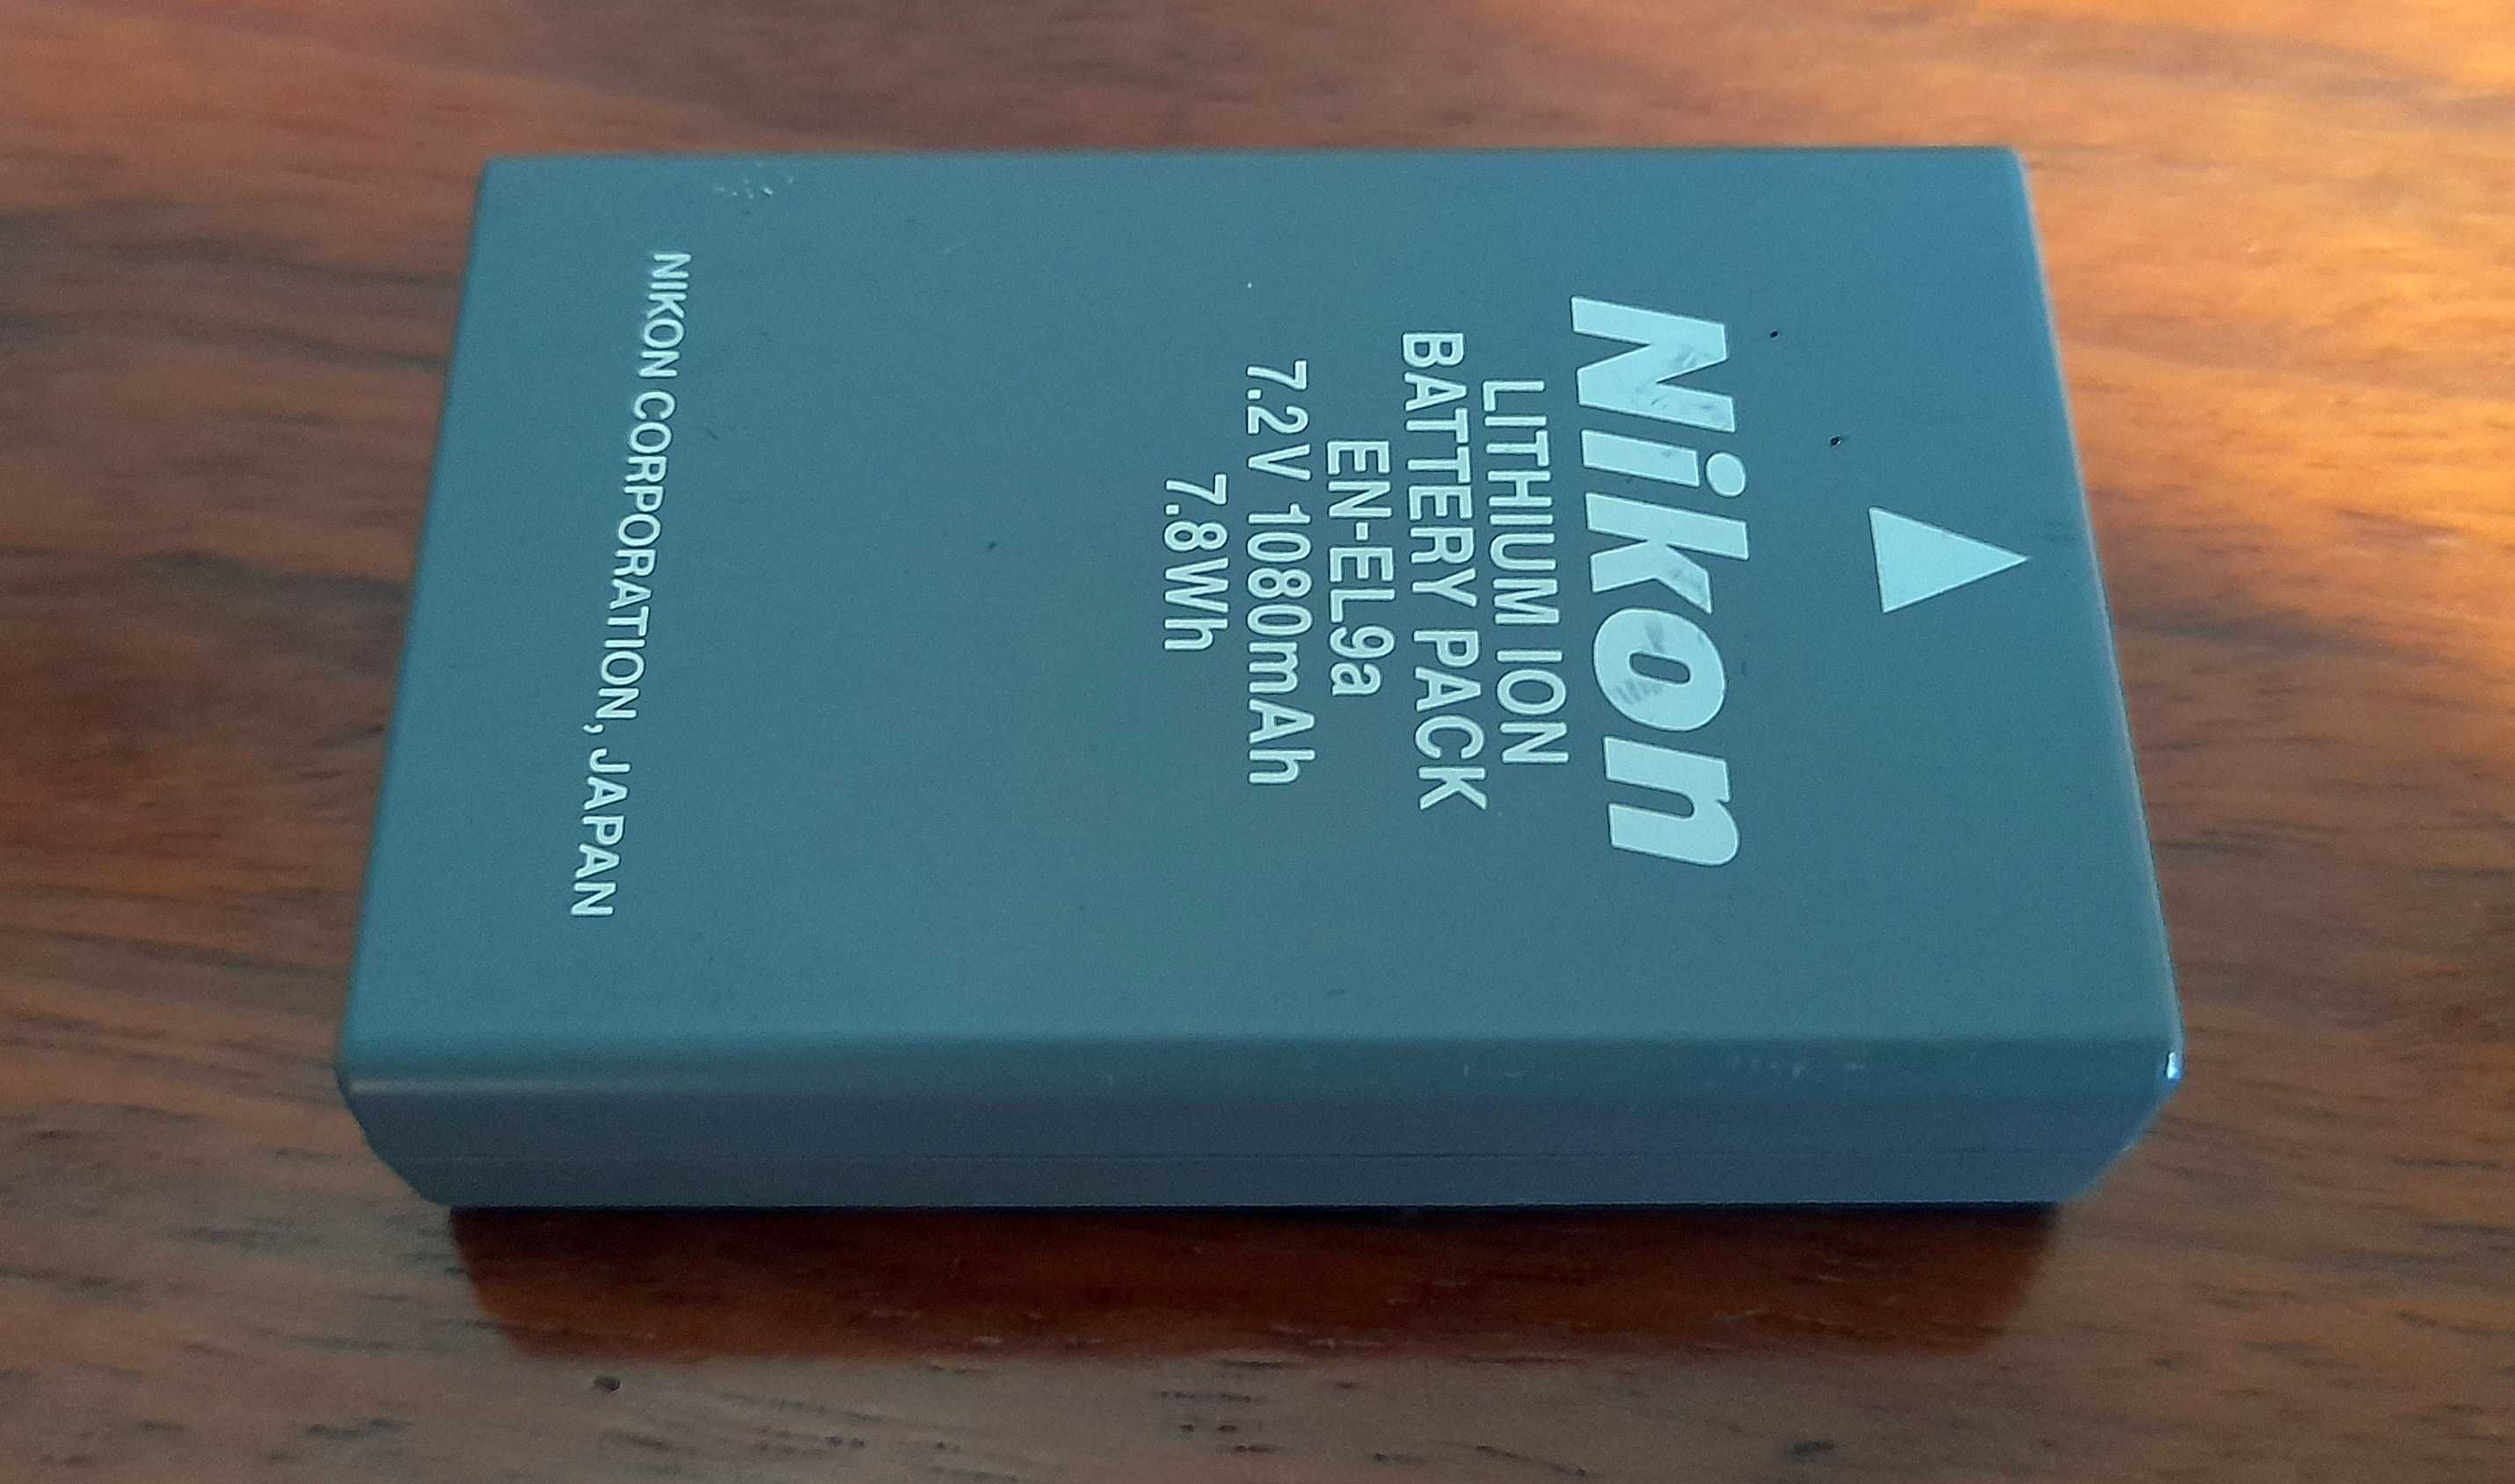 Nikon
LITHIUM ION
BATTERY PACK
EN-EL9a
7.2V 1080mAh
7.8Wh
NIKON CORPORATION, JAPAN